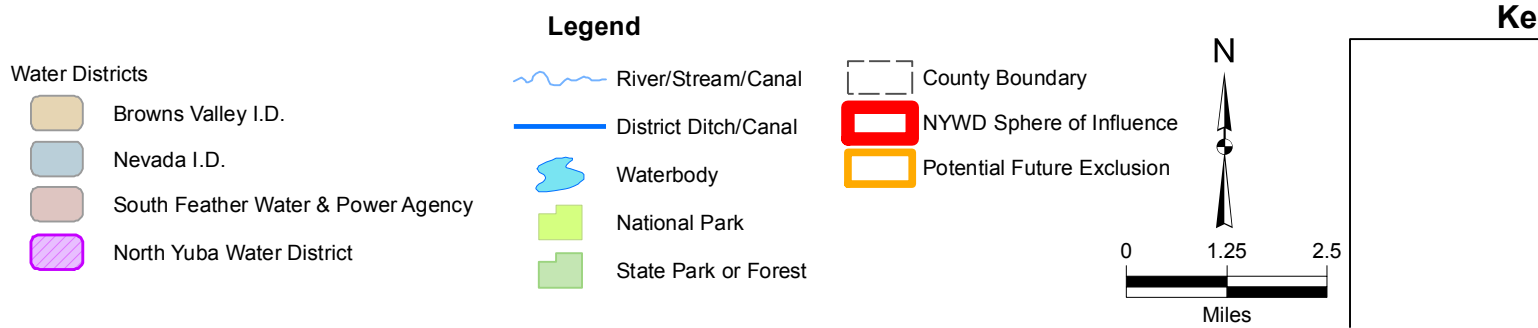 Legend
Water Districts
Browns Valley I.D.
Nevada I.D.
South Feather Water & Power Agency
North Yuba Water District
River/Stream/Canal
District Ditch/Canal
Waterbody
National Park
State Park or Forest
County Boundary
NYWD Sphere of Influence
Potential Future Exclusion
N
0 1.25 2.5
Miles
Ke